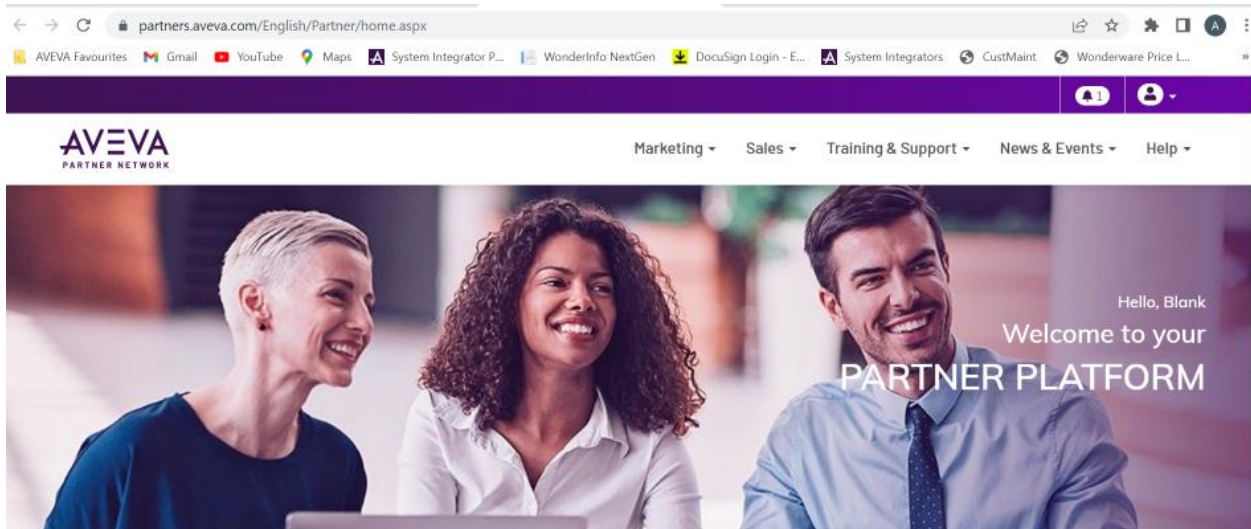 partners.aveva.com/English/Partner/home.aspx
A
AVEVA Favourites Gmail YouTube Maps System Integrator P... WonderInfo NextGen DocuSign Login - E... System Integrators CustMaint Wonderware Price L... »
1
AVEVA
PARTNER NETWORK
Marketing Sales Training & Support News & Events Help
Hello, Blank
Welcome to your
PARTNER PLATFORM